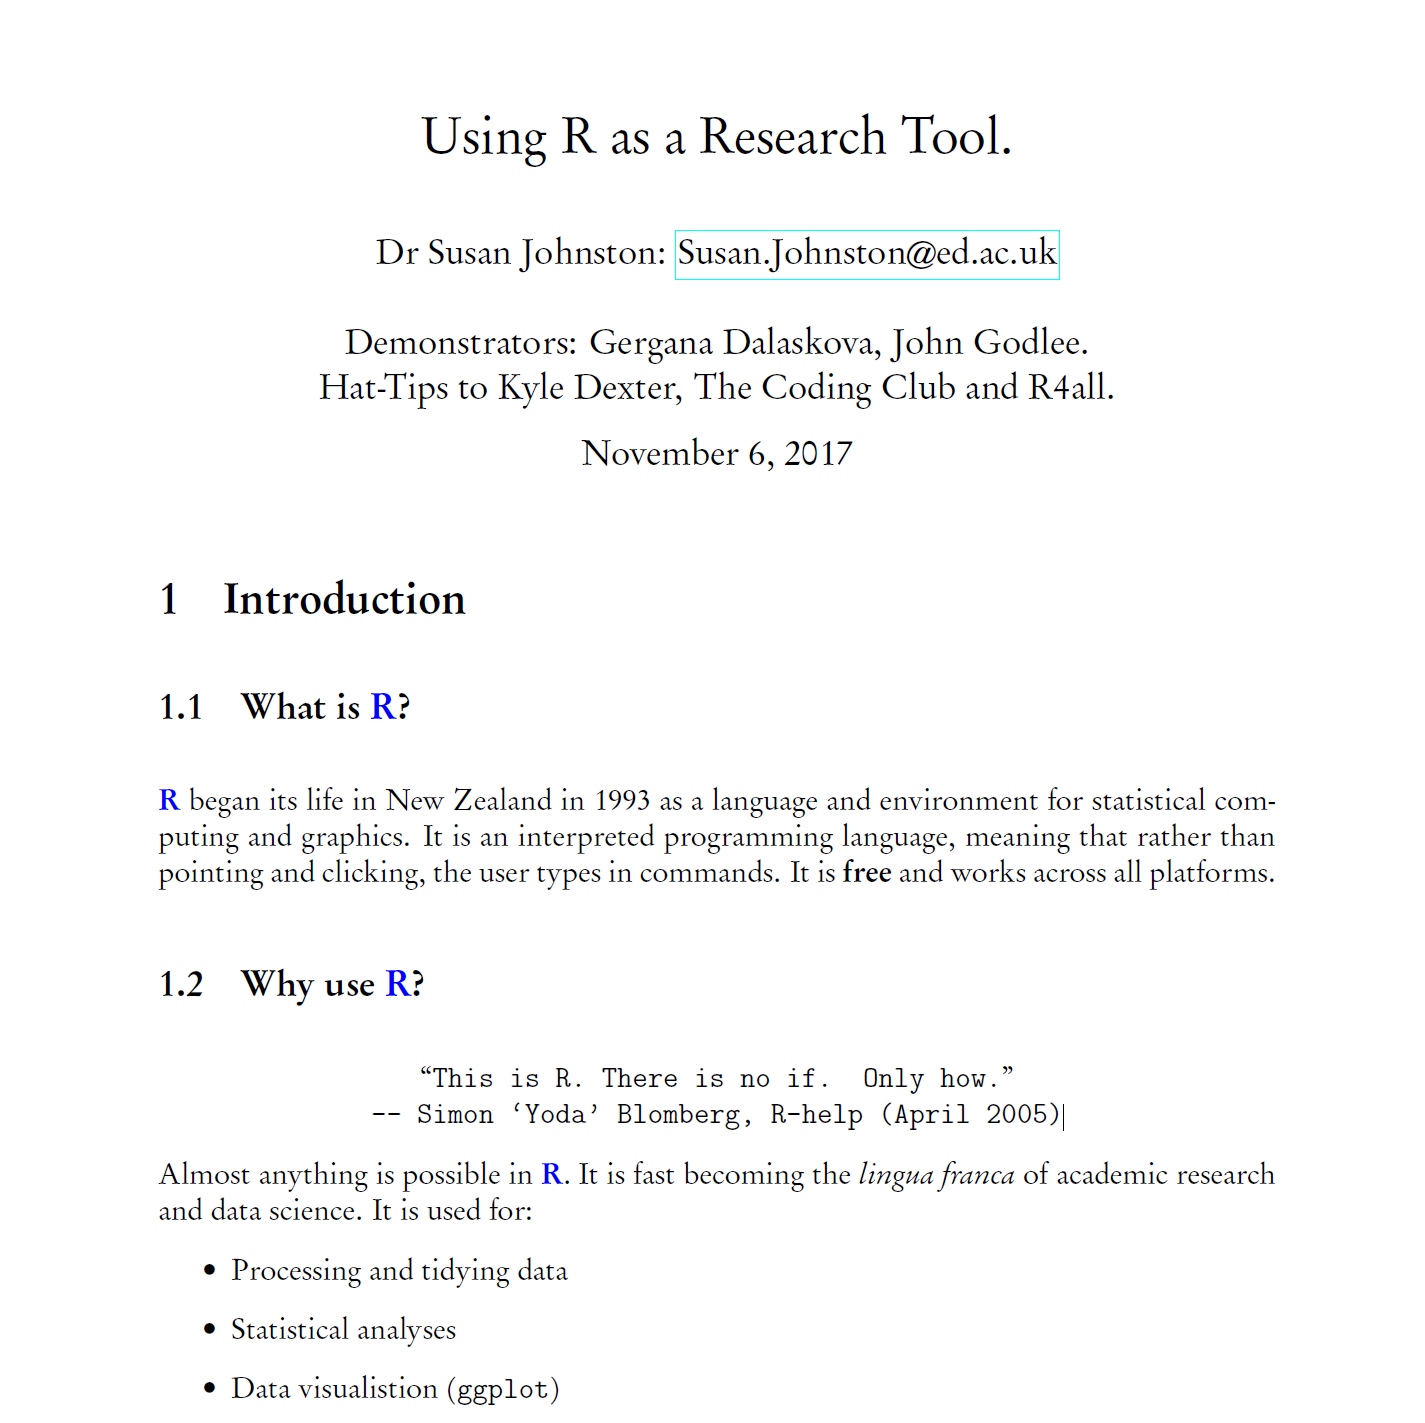 Using R as a Research Tool.
Dr Susan Johnston: Susan.Johnston@ed.ac.uk
Demonstrators: Gergana Dalaskova, John Godlee.
Hat-Tips to Kyle Dexter, The Coding Club and R4all.
November 6, 2017
1 Introduction
1.1 What is R?
R began its life in New Zealand in 1993 as a language and environment for statistical com-
puting and graphics. It is an interpreted programming language, meaning that rather than
pointing and clicking, the user types in commands. It is free and works across all platforms.
1.2 Why use R?
“This is R. There is no if. Only how.”
-- Simon ‘Yoda’ Blomberg, R-help (April 2005)
Almost anything is possible in R. It is fast becoming the lingua franca of academic research
and data science. It is used for:
• Processing and tidying data
• Statistical analyses
• Data visualistion (ggplot)